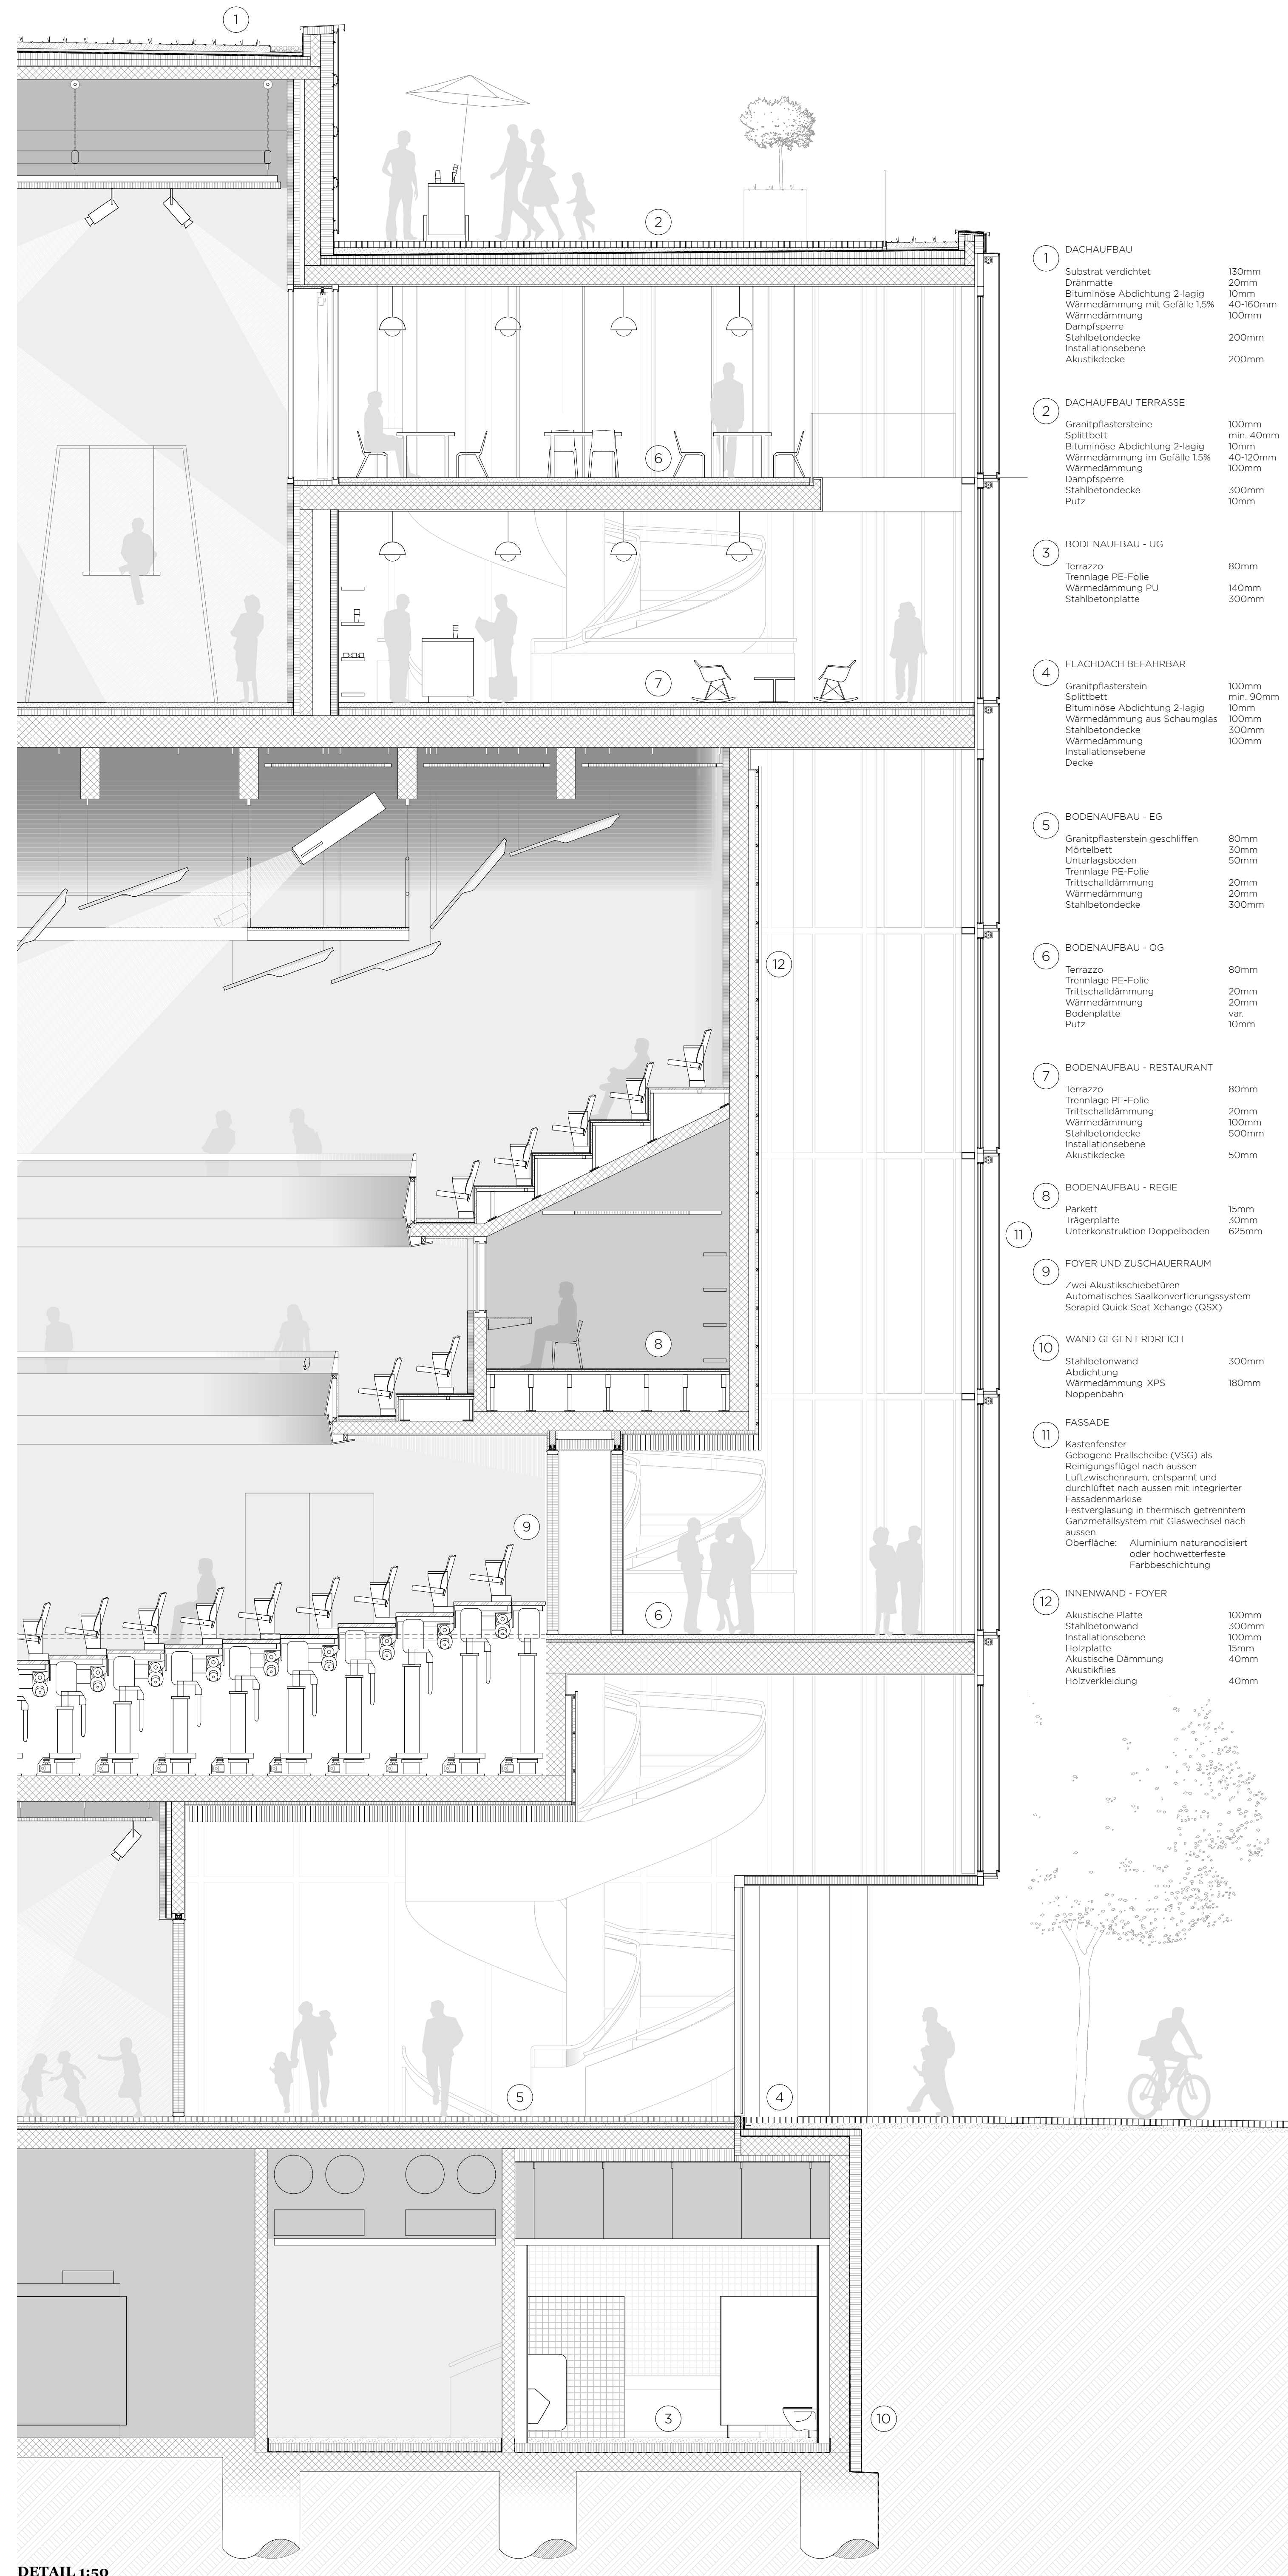 1
DACHAUFBAU
Substrat verdichtet 130mm
Dränmatte 20mm
Bituminöse Abdichtung 2-lagig 10mm
Wärmedämmung mit Gefälle 1,5% 40-160mm
Wärmedämmung 100mm
Dampfsperre
Stahlbetondecke 200mm
Installationsebene
Akustikdecke 200mm
2
DACHAUFBAU TERRASSE
Granitpflastersteine 100mm
Splittbett min. 40mm
Bituminöse Abdichtung 2-lagig 10mm
Wärmedämmung im Gefälle 1.5% 40-120mm
Wärmedämmung 100mm
Dampfsperre
Stahlbetondecke 300mm
Putz 10mm
3
BODENAUFBAU - UG
Terrazzo 80mm
Trennlage PE-Folie
Wärmedämmung PU 140mm
Stahlbetonplatte 300mm
4
FLACHDACH BEFAHRBAR
Granitpflasterstein 100mm
Splittbett min. 90mm
Bituminöse Abdichtung 2-lagig 10mm
Wärmedämmung aus Schaumglas 100mm
Stahlbetondecke 300mm
Wärmedämmung 100mm
Installationsebene
Decke
5
BODENAUFBAU - EG
Granitpflasterstein geschliffen 80mm
Mörtelbett 30mm
Unterlagsboden 50mm
Trennlage PE-Folie
Trittschalldämmung 20mm
Wärmedämmung 20mm
Stahlbetondecke 300mm
6
BODENAUFBAU - OG
Terrazzo 80mm
Trennlage PE-Folie
Trittschalldämmung 20mm
Wärmedämmung 20mm
Bodenplatte var.
Putz 10mm
7
BODENAUFBAU - RESTAURANT
Terrazzo 80mm
Trennlage PE-Folie
Trittschalldämmung 20mm
Wärmedämmung 100mm
Stahlbetondecke 500mm
Installationsebene
Akustikdecke 50mm
8
BODENAUFBAU - REGIE
Parkett 15mm
Trägerplatte 30mm
Unterkonstruktion Doppelboden 625mm
9
FOYER UND ZUSCHAUERRAUM
Zwei Akustikschiebetüren
Automatisches Saalkonvertierungssystem
Serapid Quick Seat Xchange (QSX)
10
WAND GEGEN ERDREICH
Stahlbetonwand 300mm
Abdichtung
Wärmedämmung XPS 180mm
Noppenbahn
11
FASSADE
Kastenfenster
Gebogene Prallscheibe (VSG) als
Reinigungsflügel nach aussen
Luftzwischenraum, entspannt und
durchlüftet nach aussen mit integrierter
Fassadenmarkise
Festverglasung in thermisch getrenntem
Ganzmetallsystem mit Glaswechsel nach
aussen
Oberfläche: Aluminium naturanodisiert
oder hochwetterfeste
Farbbeschichtung
12
INNENWAND - FOYER
Akustische Platte 100mm
Stahlbetonwand 300mm
Installationsebene 100mm
Holzplatte 15mm
Akustische Dämmung 40mm
Akustikflies
Holzverkleidung 40mm
1
2
6
7
12
11
8
9
6
5
4
3
10
DETAIL 1:50